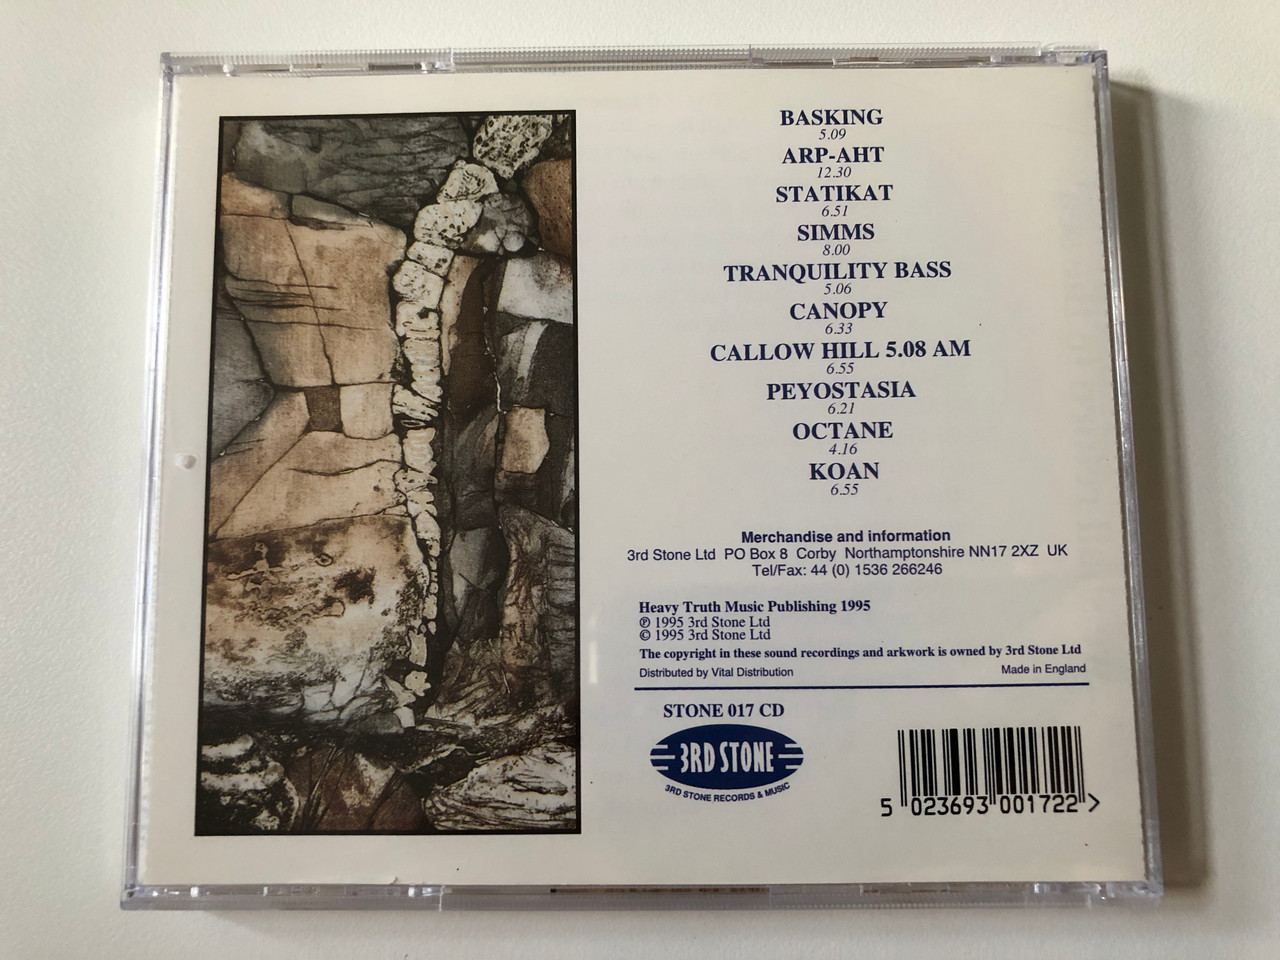 BASKING
5.09
ARP-AHT
12.30
STATIKAT
6.51
SIMMS
8.00
TRANQUILITY BASS
5.06
CANOPY
6.33
CALLOW HILL 5.08 AM
6.55
PEYOSTASIA
6.21
OCTANE
4.16
KOAN
6.55
Merchandise and information
3rd Stone Ltd PO Box 8 Corby Northamptonshire NN17 2XZ UK
Tel/Fax: 44 (0) 1536 266246
Heavy Truth Music Publishing 1995
℗ 1995 3rd Stone Ltd
© 1995 3rd Stone Ltd
The copyright in these sound recordings and arkwork is owned by 3rd Stone Ltd
Distributed by Vital Distribution Made in England
STONE 017 CD
3RD STONE
3RD STONE RECORDS & MUSIC
5 023693 001722 >